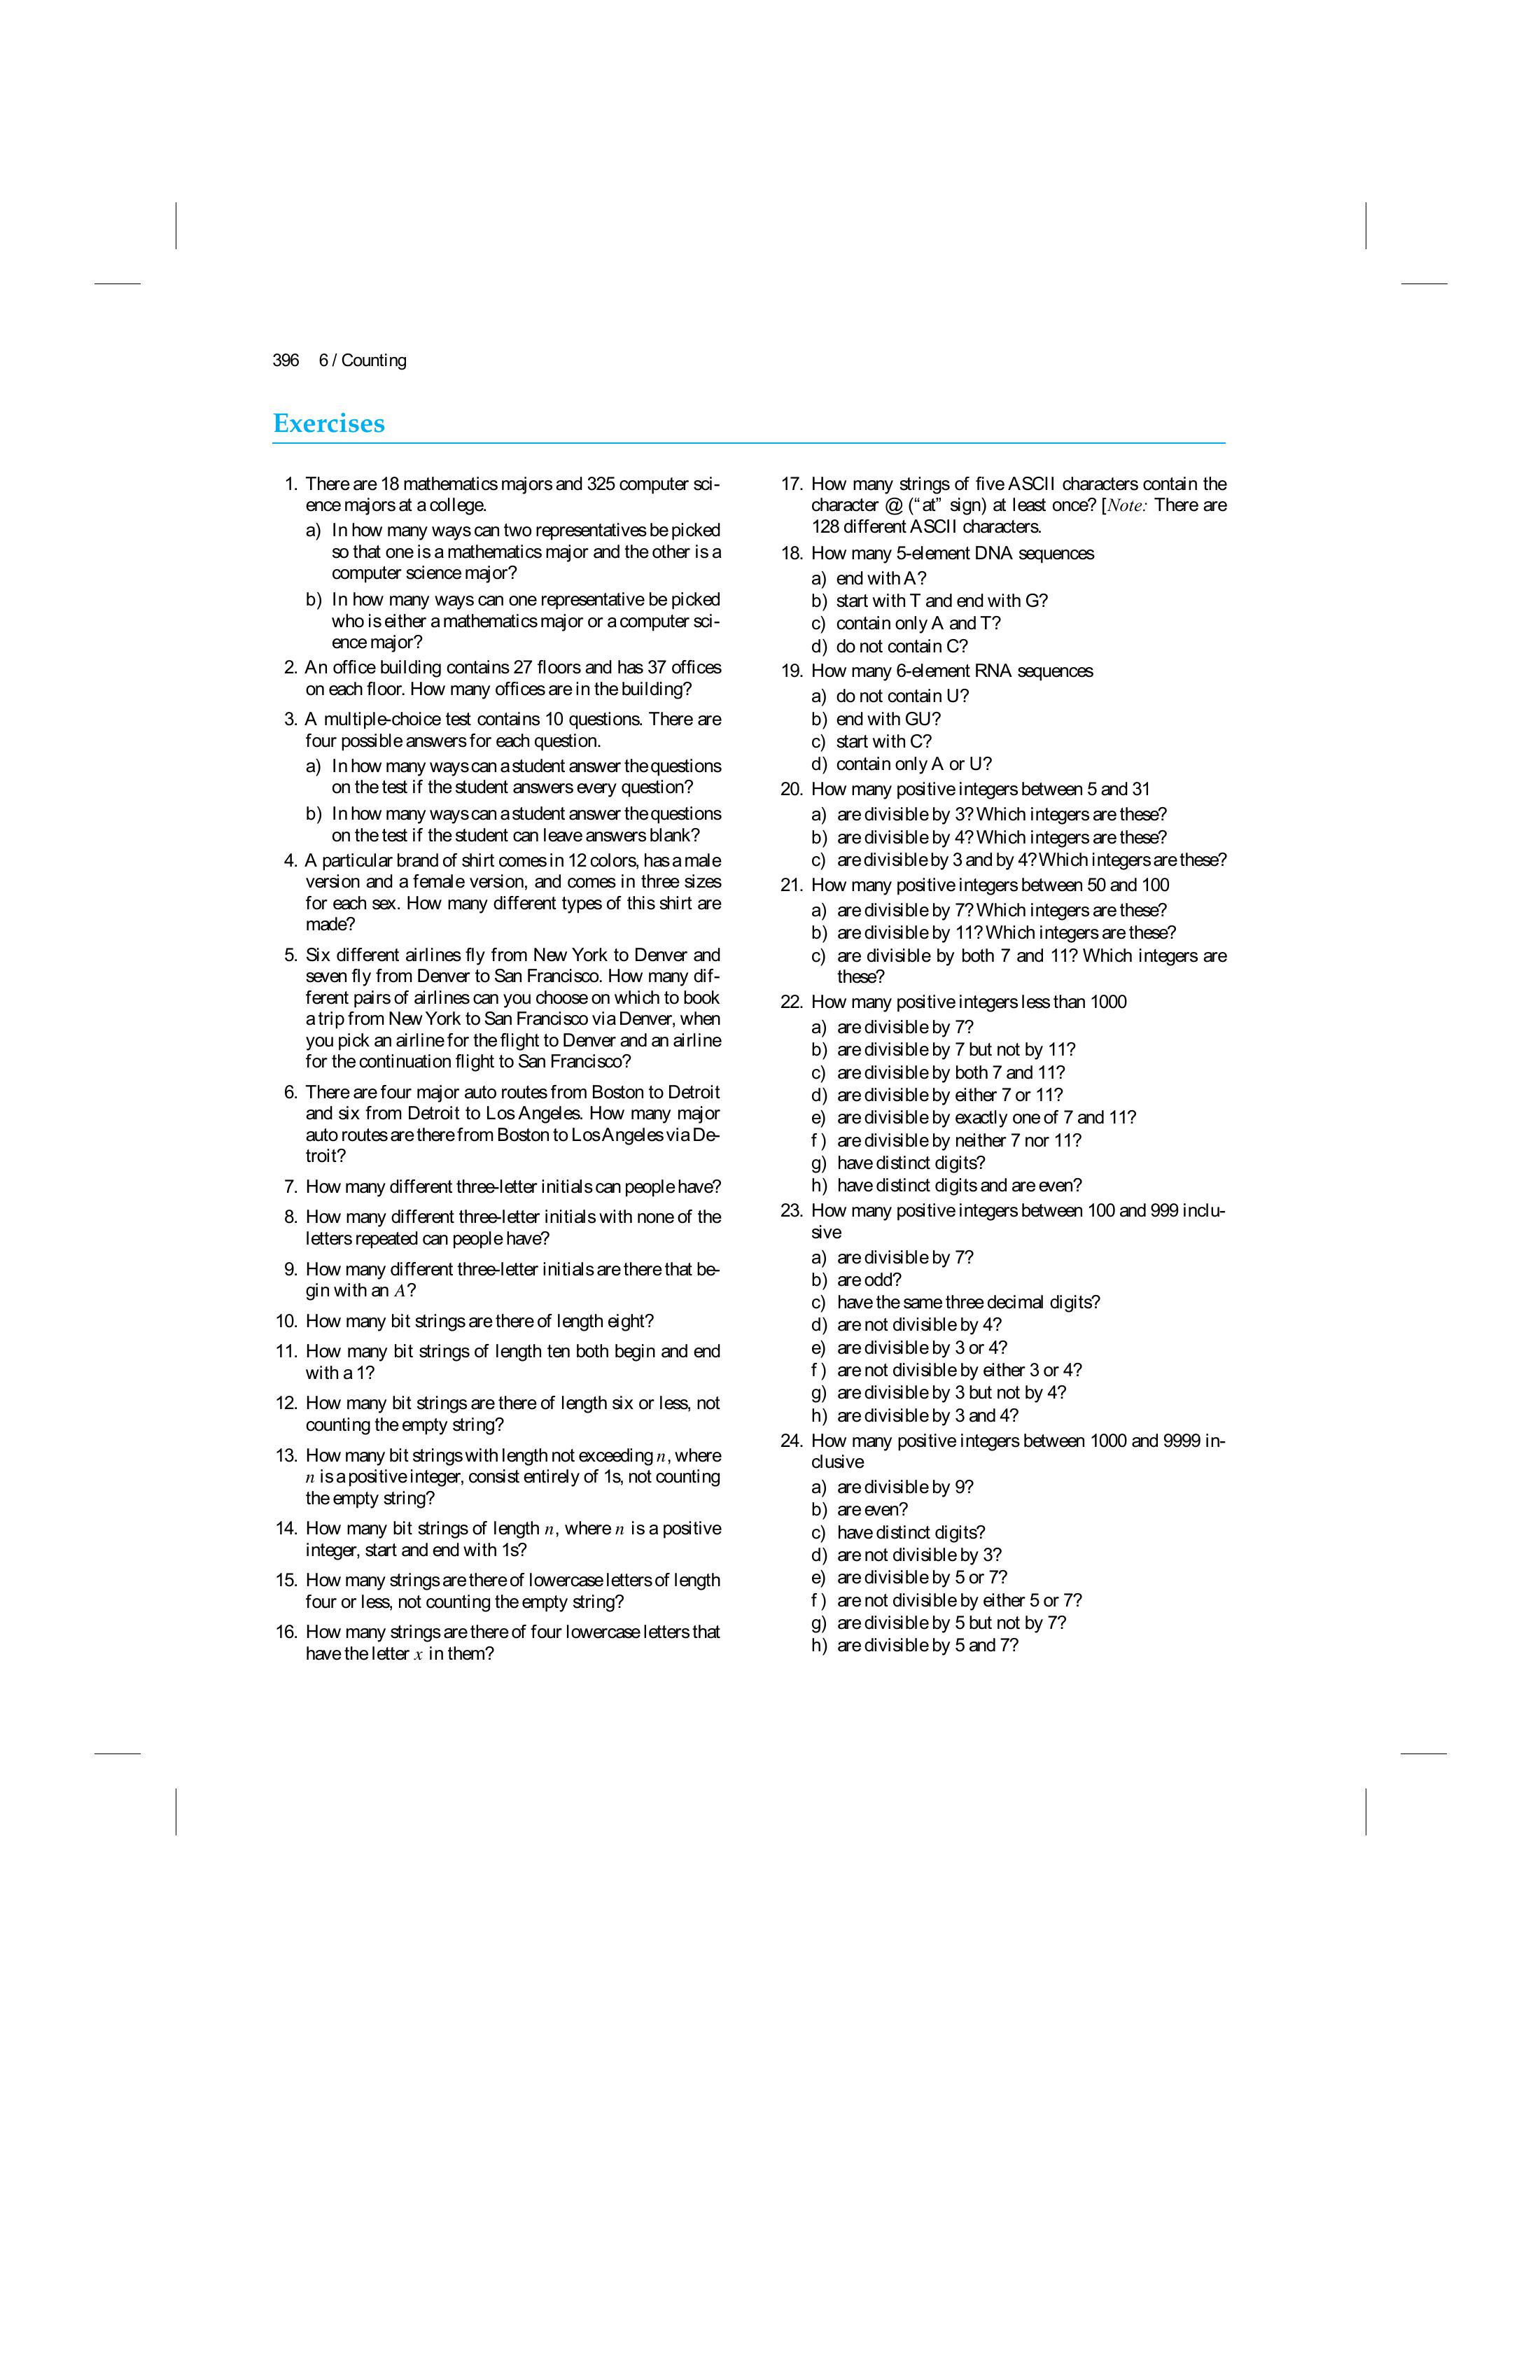 396 6 / Counting
Exercises
1. There are 18 mathematics majors and 325 computer sci-
ence majors at a college.
a) In how many ways can two representatives be picked
so that one is a mathematics major and the other is a
computer science major?
b) In how many ways can one representative be picked
who is either a mathematics major or a computer sci-
ence major?
2. An office building contains 27 floors and has 37 offices
on each floor. How many offices are in the building?
3. A multiple-choice test contains 10 questions. There are
four possible answers for each question.
a) In how many ways can a student answer the questions
on the test if the student answers every question?
b) In how many ways can a student answer the questions
on the test if the student can leave answers blank?
4. A particular brand of shirt comes in 12 colors, has a male
version and a female version, and comes in three sizes
for each sex. How many different types of this shirt are
made?
5. Six different airlines fly from New York to Denver and
seven fly from Denver to San Francisco. How many dif-
ferent pairs of airlines can you choose on which to book
a trip from New York to San Francisco via Denver, when
you pick an airline for the flight to Denver and an airline
for the continuation flight to San Francisco?
6. There are four major auto routes from Boston to Detroit
and six from Detroit to Los Angeles. How many major
auto routes are there from Boston to Los Angeles via De-
troit?
7. How many different three-letter initials can people have?
8. How many different three-letter initials with none of the
letters repeated can people have?
9. How many different three-letter initials are there that be-
gin with an A?
10. How many bit strings are there of length eight?
11. How many bit strings of length ten both begin and end
with a 1?
12. How many bit strings are there of length six or less, not
counting the empty string?
13. How many bit strings with length not exceeding n, where
n is a positive integer, consist entirely of 1s, not counting
the empty string?
14. How many bit strings of length n, where n is a positive
integer, start and end with 1s?
15. How many strings are there of lowercase letters of length
four or less, not counting the empty string?
16. How many strings are there of four lowercase letters that
have the letter x in them?
17. How many strings of five ASCII characters contain the
character @ (“at” sign) at least once? [Note: There are
128 different ASCII characters.
18. How many 5-element DNA sequences
a) end with A?
b) start with T and end with G?
c) contain only A and T?
d) do not contain C?
19. How many 6-element RNA sequences
a) do not contain U?
b) end with GU?
c) start with C?
d) contain only A or U?
20. How many positive integers between 5 and 31
a) are divisible by 3? Which integers are these?
b) are divisible by 4? Which integers are these?
c) are divisible by 3 and by 4? Which integers are these?
21. How many positive integers between 50 and 100
a) are divisible by 7? Which integers are these?
b) are divisible by 11? Which integers are these?
c) are divisible by both 7 and 11? Which integers are
these?
22. How many positive integers less than 1000
a) are divisible by 7?
b) are divisible by 7 but not by 11?
c) are divisible by both 7 and 11?
d) are divisible by either 7 or 11?
e) are divisible by exactly one of 7 and 11?
f ) are divisible by neither 7 nor 11?
g) have distinct digits?
h) have distinct digits and are even?
23. How many positive integers between 100 and 999 inclu-
sive
a) are divisible by 7?
b) are odd?
c) have the same three decimal digits?
d) are not divisible by 4?
e) are divisible by 3 or 4?
f ) are not divisible by either 3 or 4?
g) are divisible by 3 but not by 4?
h) are divisible by 3 and 4?
24. How many positive integers between 1000 and 9999 in-
clusive
a) are divisible by 9?
b) are even?
c) have distinct digits?
d) are not divisible by 3?
e) are divisible by 5 or 7?
f ) are not divisible by either 5 or 7?
g) are divisible by 5 but not by 7?
h) are divisible by 5 and 7?